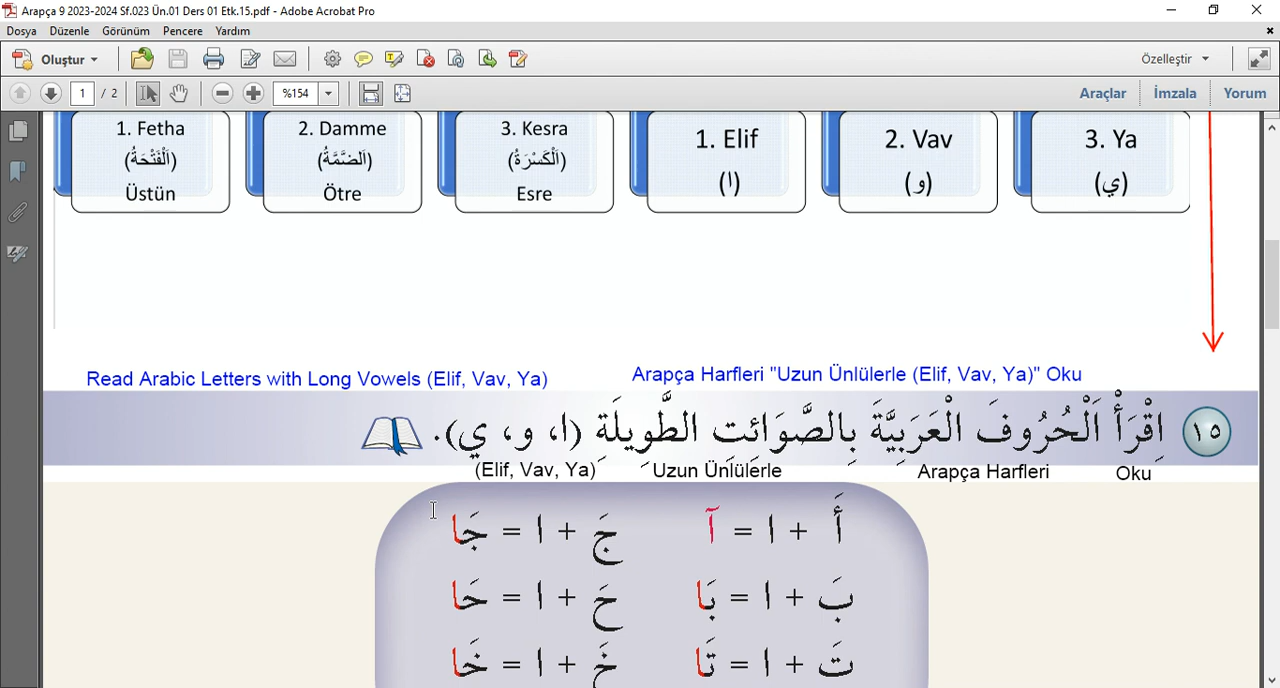 Arapça 9 2023-2024 Sf.023 Ün.01 Ders 01 Etk.15.pdf - Adobe Acrobat Pro
Dosya Düzenle Görünüm Pencere Yardım
Oluştur Özelleştir
1 / 2 %154 Araçlar İmzala Yorum
1. Fetha
(اَلْفَتْحَةُ)
Üstün
2. Damme
(اَلضَّمَّةُ)
Ötre
3. Kesra
(اَلْكَسْرَةُ)
Esre
1. Elif
(ا)
2. Vav
(و)
3. Ya
(ي)
Read Arabic Letters with Long Vowels (Elif, Vav, Ya)
Arapça Harfleri "Uzun Ünlülerle (Elif, Vav, Ya)" Oku
١٥ اِقْرَأْ اَلْحُرُوفَ الْعَرَبِيَّةَ بِالصَّوَائِتِ الطَّوِيلَةِ (ا، و، ي).
(Elif, Vav, Ya) Uzun Ünlülerle Arapça Harfleri Oku
أَ + ا = آ
جَ + ا = جَا
بَ + ا = بَا
حَ + ا = حَا
تَ + ا = تَا
خَ + ا = خَا